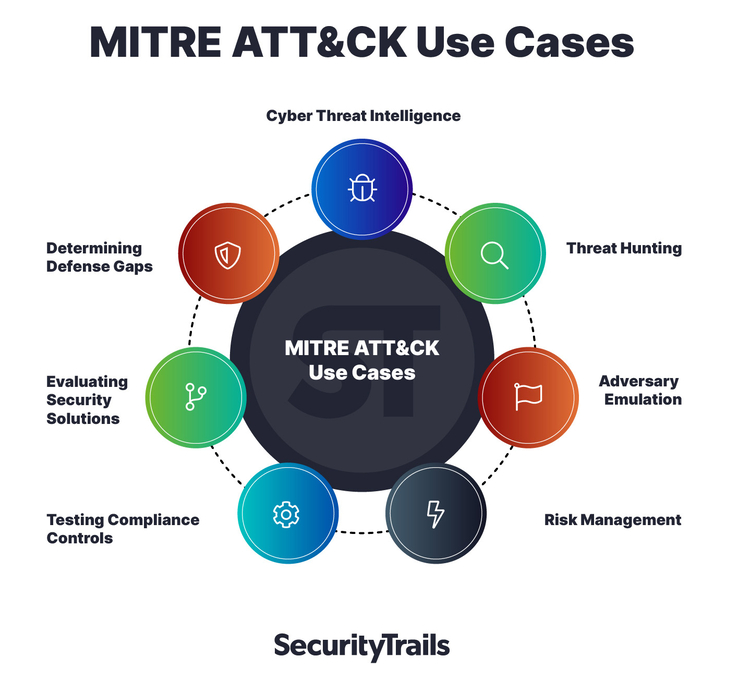 MITRE ATT&CK Use Cases
Cyber Threat Intelligence
Determining
Defense Gaps
Threat Hunting
ST
MITRE ATT&CK
Use Cases
Evaluating
Security
Solutions
Adversary
Emulation
Testing Compliance
Controls
Risk Management
SecurityTrails